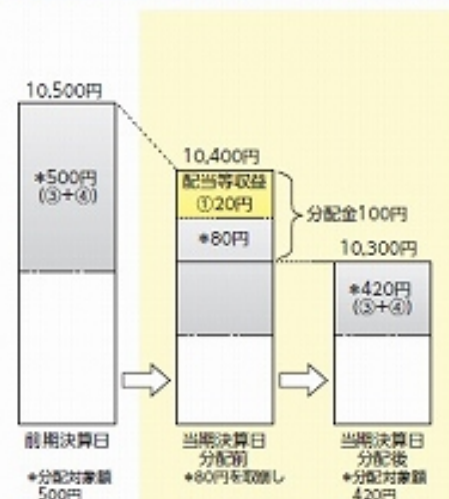 10,500円
*500円
(③+④)
10,400円
配当等収益
①20円
*80円
分配金100円
10,300円
*420円
(③+④)
前期決算日
*分配対象額
500円
当期決算日
分配前
*80円を取崩し
当期決算日
分配後
*分配対象額
420円